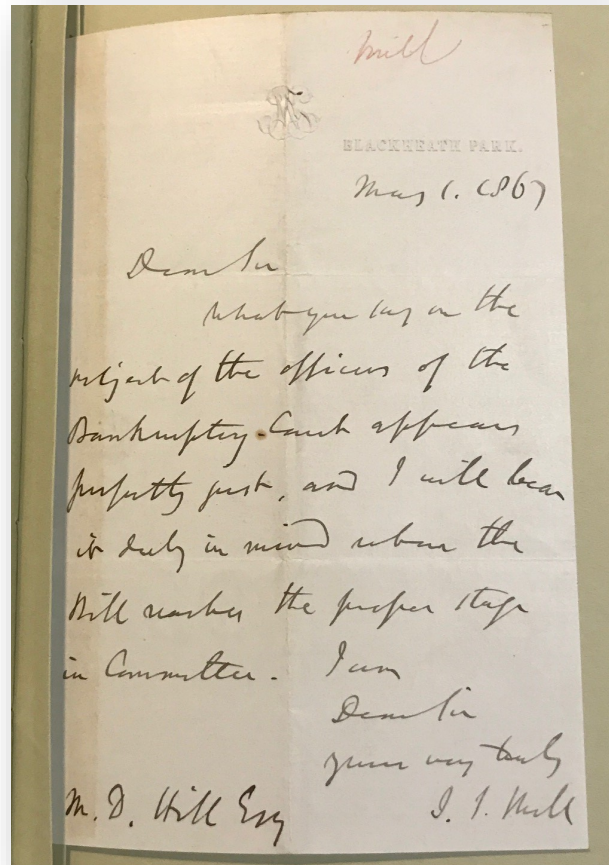 Mill
BLACKHEATH PARK.
May 1. 1867
Dear Sir
What you say on the
subject of the officers of the
Bankruptcy Court appears
perfectly just, and I will bear
it duly in mind when the
Bill reaches the proper stage
in Committee. I am
Dear Sir
yours very truly
J. S. Mill
M. D. Hill Esq